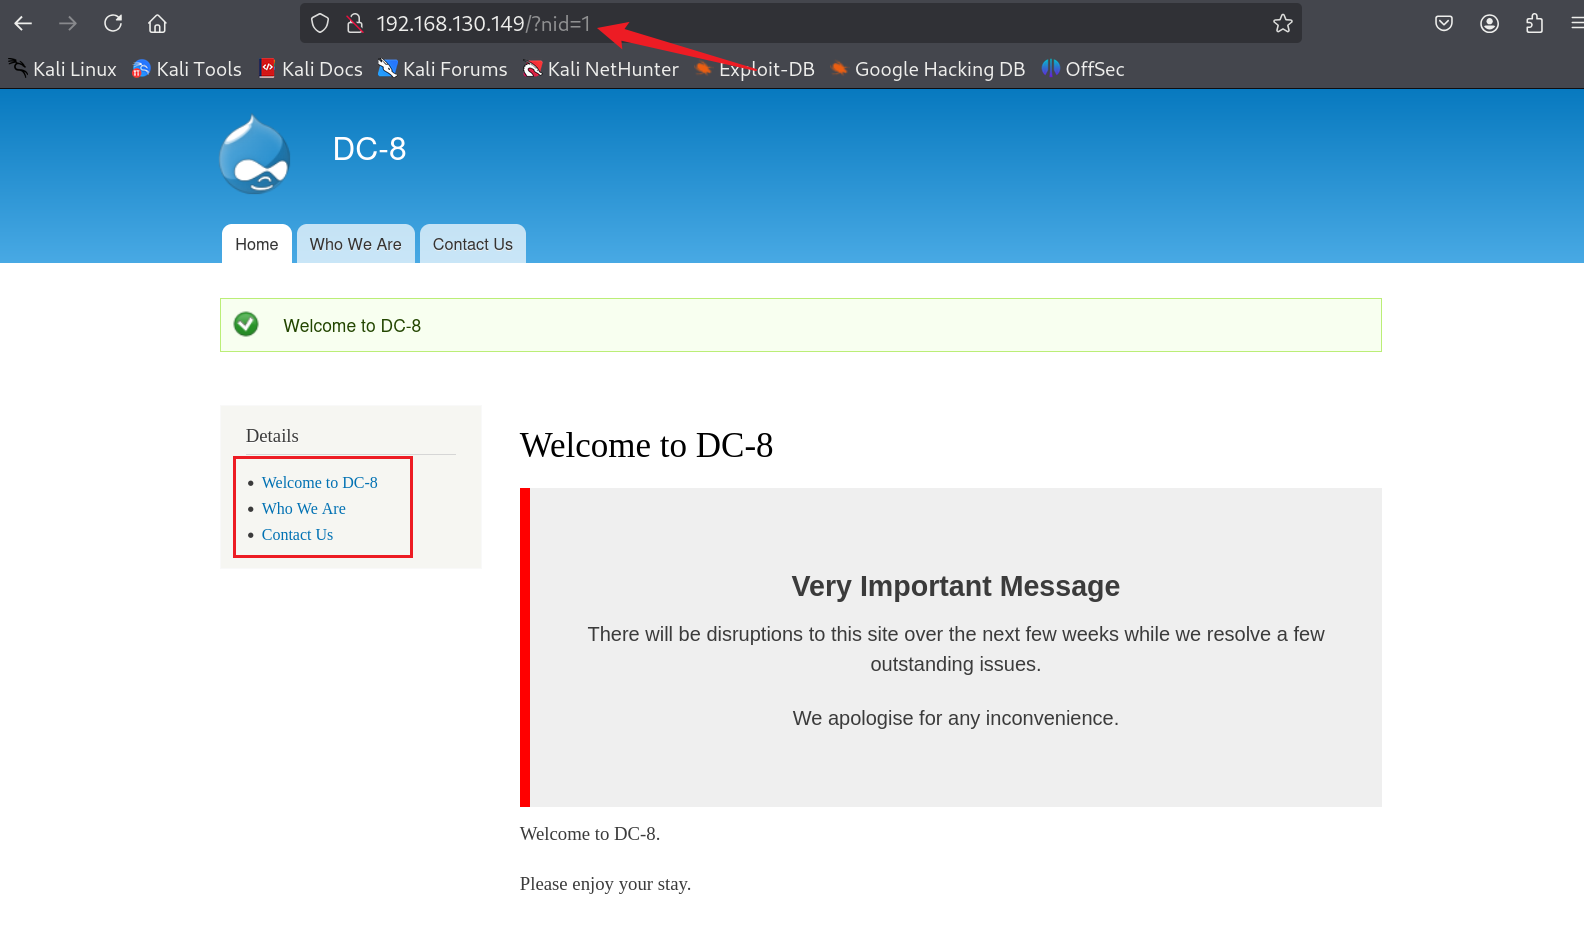 192.168.130.149/?nid=1
Kali Linux Kali Tools Kali Docs Kali Forums Kali NetHunter Exploit-DB Google Hacking DB OffSec
DC-8
Home Who We Are Contact Us
Welcome to DC-8
Details
Welcome to DC-8
Who We Are
Contact Us
Welcome to DC-8
Very Important Message
There will be disruptions to this site over the next few weeks while we resolve a few
outstanding issues.
We apologise for any inconvenience.
Welcome to DC-8.
Please enjoy your stay.